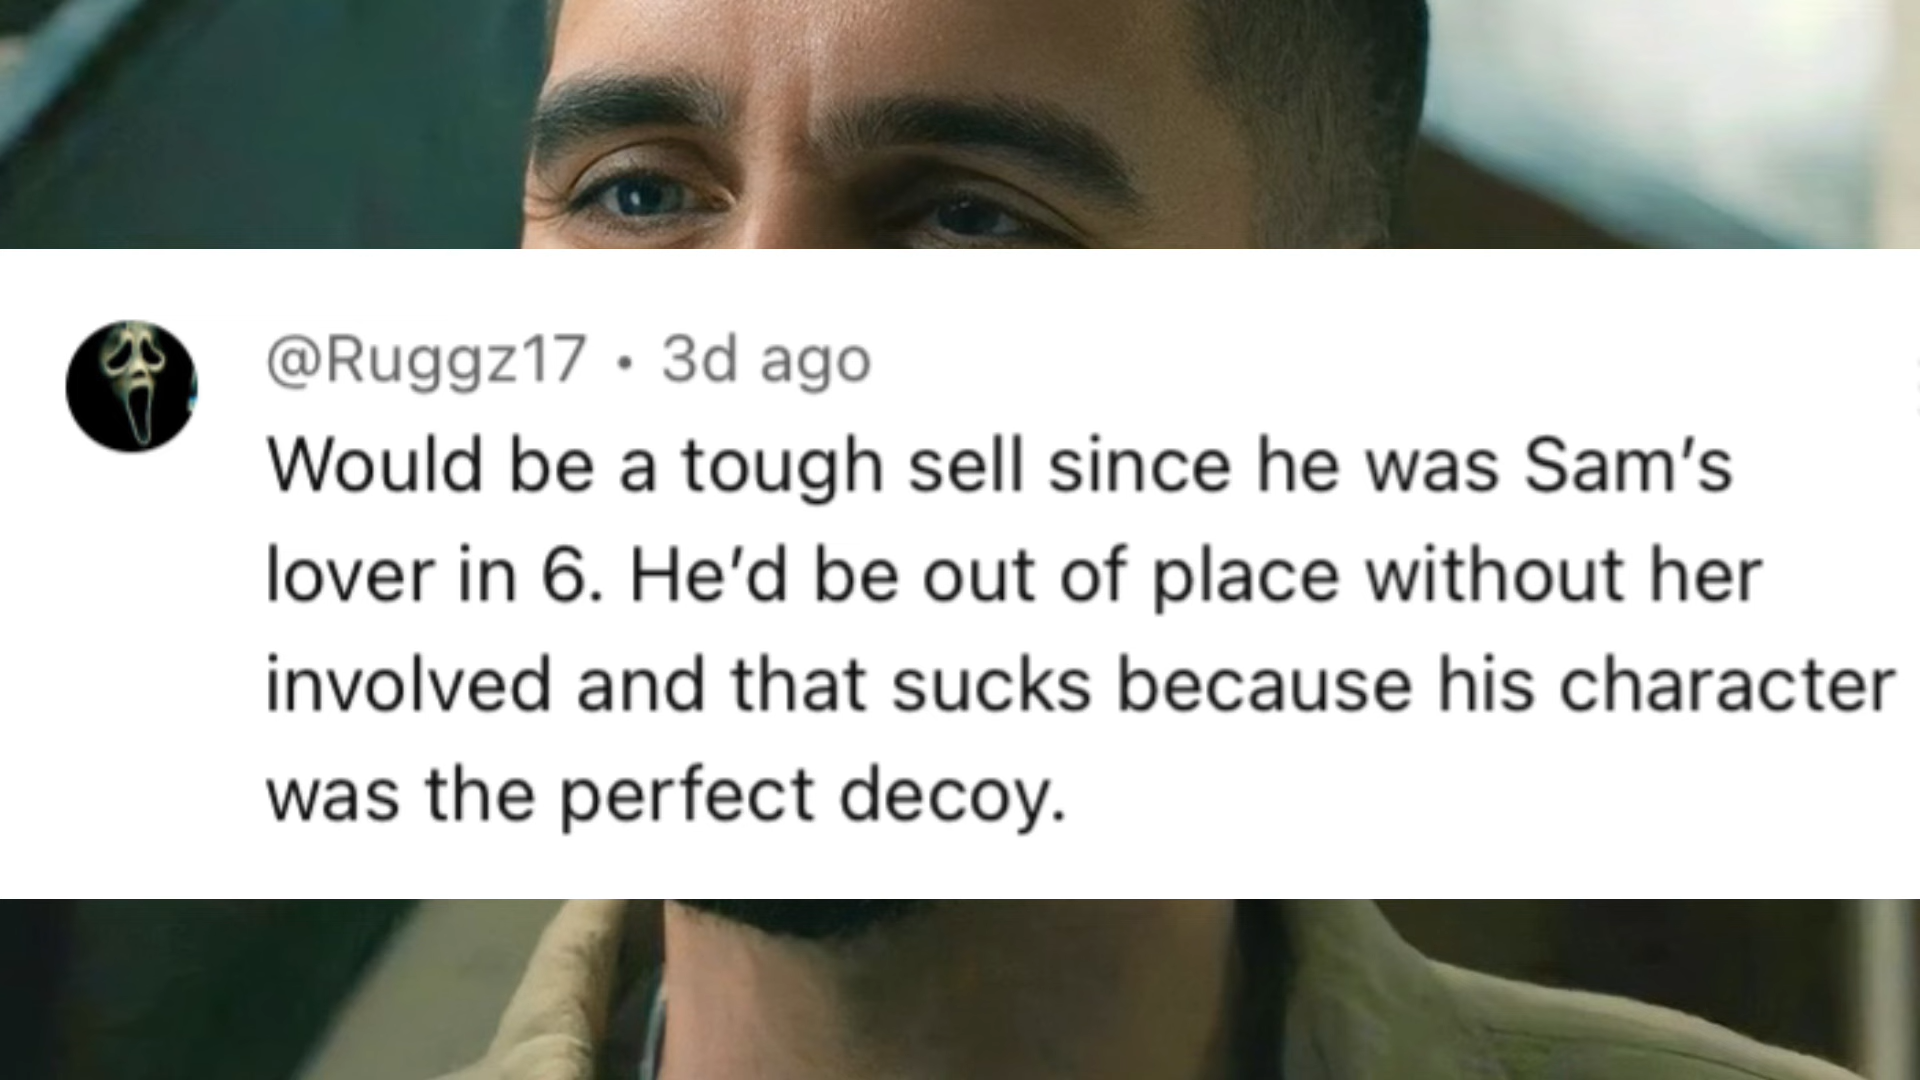 @Ruggz17 • 3d ago
Would be a tough sell since he was Sam’s
lover in 6. He’d be out of place without her
involved and that sucks because his character
was the perfect decoy.